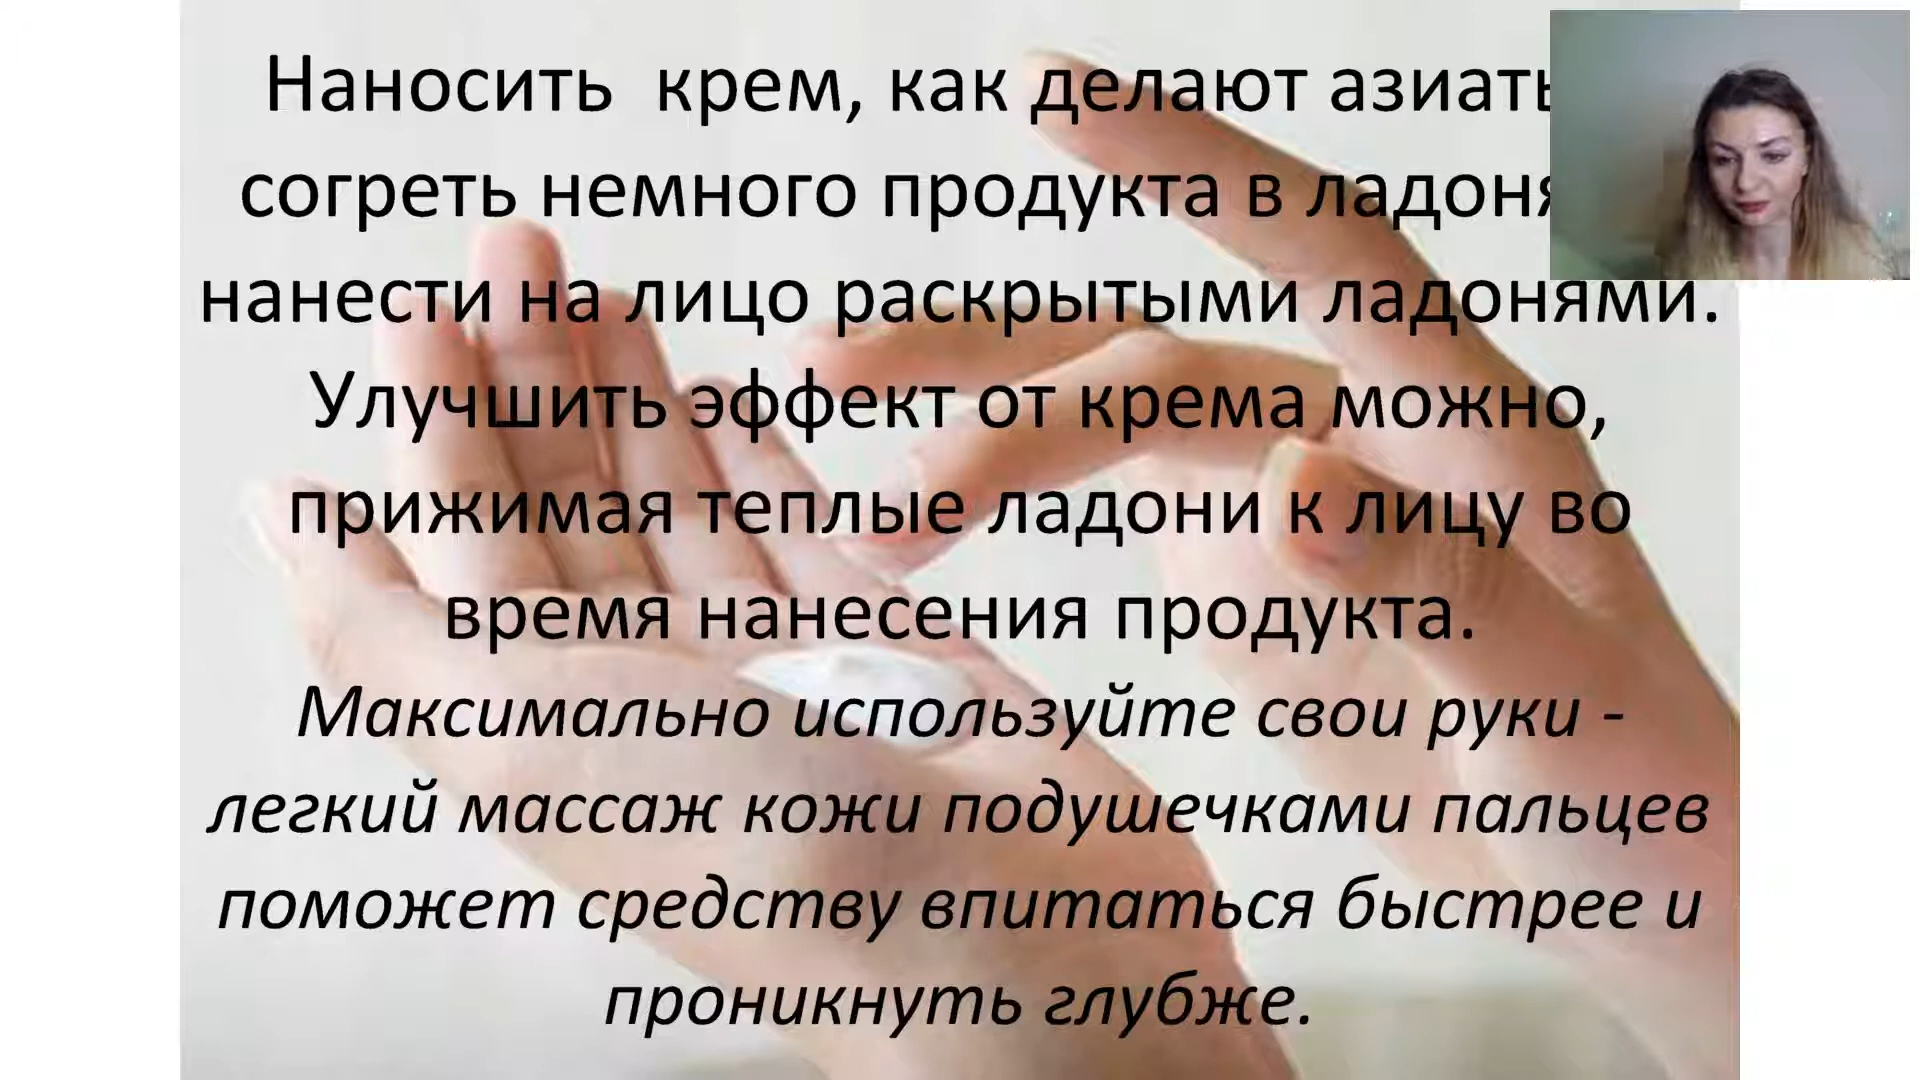 Наносить крем, как делают
согреть немного продукта в
нанести на лицо раскрытыми ладонями.
Улучшить эффект от крема можно,
прижимая теплые ладони к лицу во
время нанесения продукта.
Максимально используйте свои руки -
легкий массаж кожи подушечками пальцев
поможет средству впитаться быстрее и
проникнуть глубже.